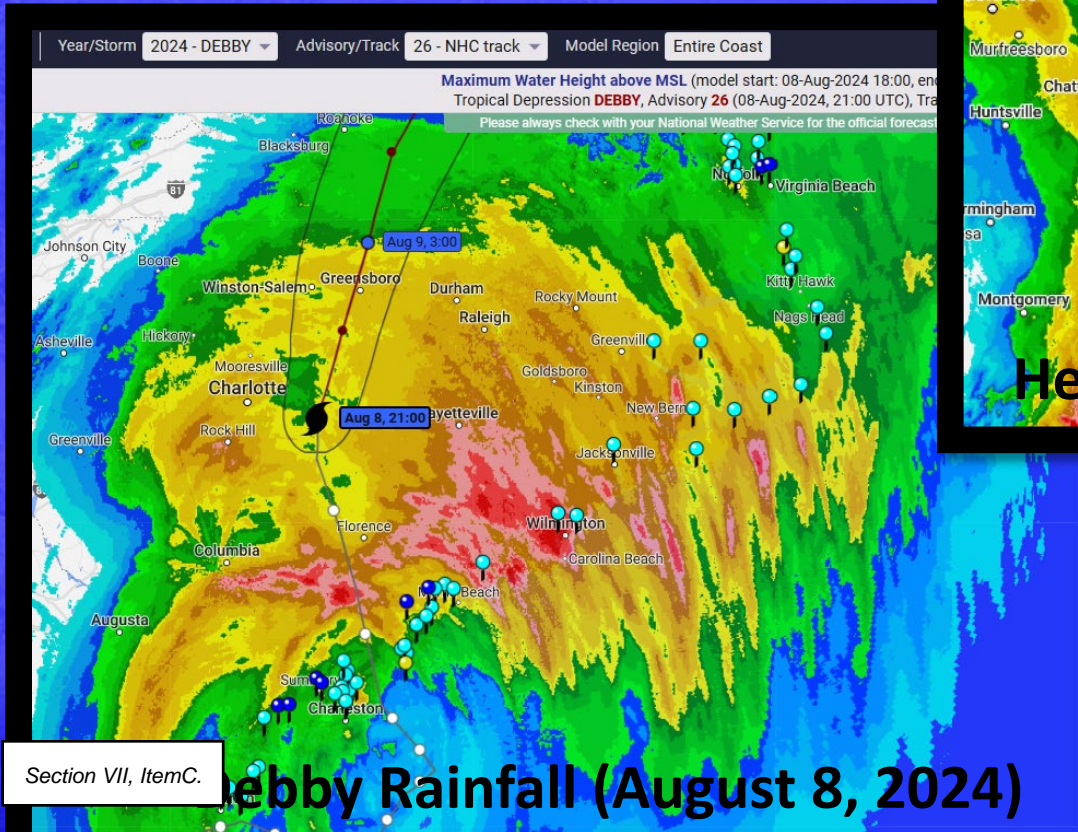 Year/Storm 2024 - DEBBY Advisory/Track 26 - NHC track Model Region Entire Coast
Maximum Water Height above MSL (model start: 08-Aug-2024 18:00,
Tropical Depression DEBBY, Advisory 26 (08-Aug-2024, 21:00 UTC),
Please always check with your National Weather Service for the official forecast
Murfreesboro
Huntsville
Montgomery
Roanoke
Blacksburg
81
Virginia Beach
Johnson City
Boone
Aug 9, 3:00
Winston-Salem
Greensboro
Durham
Rocky Mount
Kitty Hawk
Raleigh
Nags Head
Asheville
Hickory
Greenville
Mooresville
Charlotte
Goldsboro
Kinston
New Bern
Aug 8, 21:00
Greenville
Rock Hill
Jacksonville
Florence
Wilmington
Columbia
Carolina Beach
Beach
Augusta
Charleston
Section VII, ItemC.
Debby Rainfall (August 8, 2024)